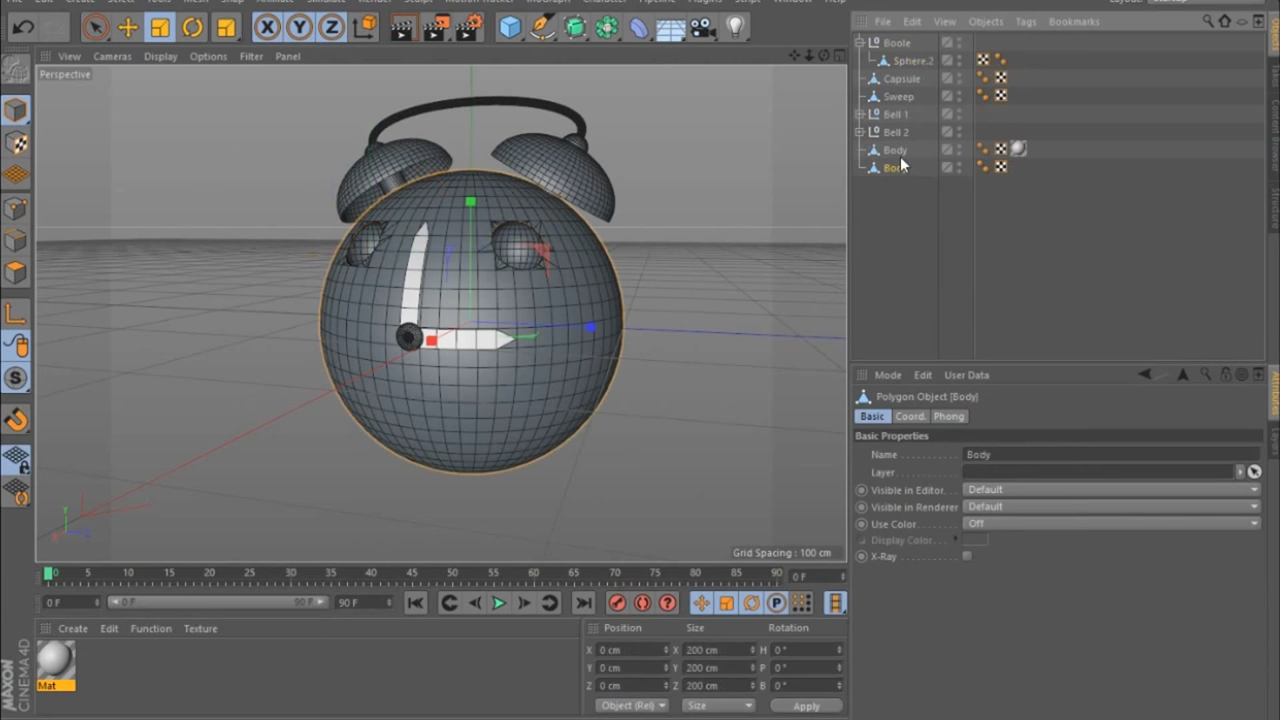 View Cameras Display Options Filter Panel
Perspective
Grid Spacing : 100 cm
0 5 10 15 20 25 30 35 40 45 50 55 60 65 70 75 80 85 90 0 F
0 F 0 F 90 F 90 F
Create Edit Function Texture
Mat
MAXON
CINEMA 4D
Position Size Rotation
X 0 cm X 200 cm H 0 °
Y 0 cm Y 200 cm P 0 °
Z 0 cm Z 200 cm B 0 °
Object (Rel) Size Apply
File Edit View Objects Tags Bookmarks
Boole
Sphere.2
Capsule
Sweep
Bell 1
Bell 2
Body
Mode Edit User Data
Polygon Object [Body]
Basic Coord. Phong
Basic Properties
Name Body
Layer
Visible in Editor Default
Visible in Renderer Default
Use Color Off
Display Color
X-Ray